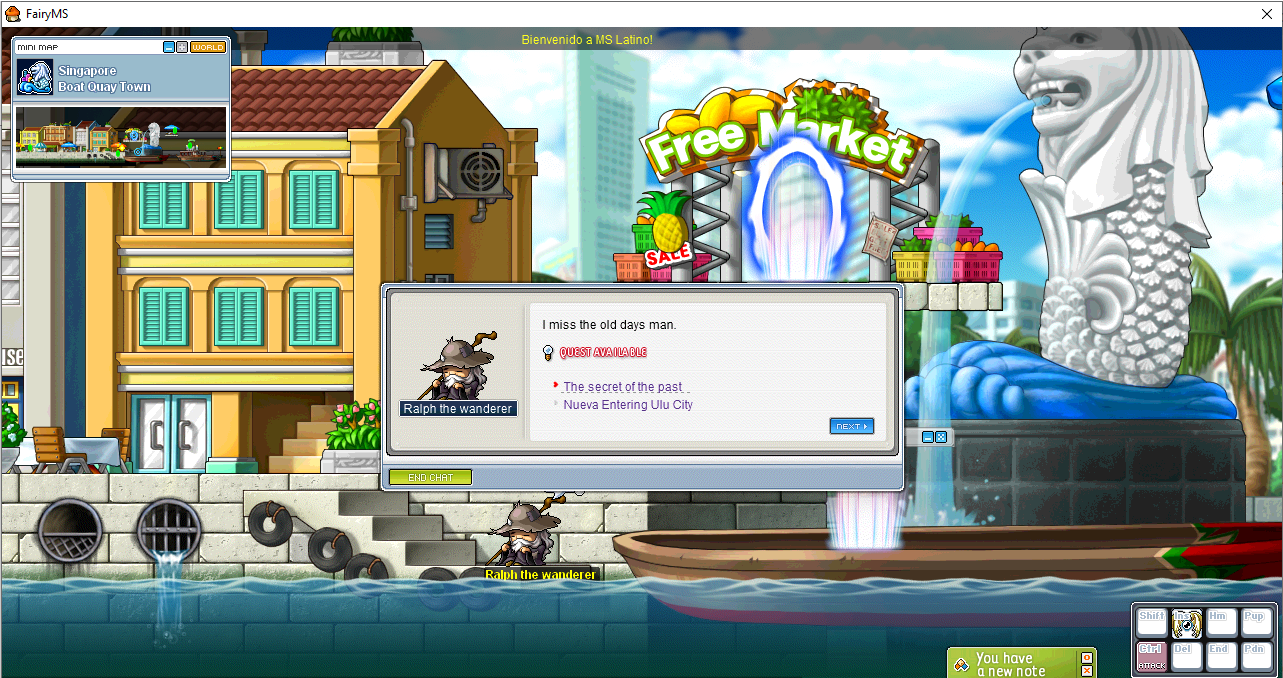 FairyMS
Bienvenido a MS Latino!
MINI MAP
WORLD
Singapore
Boat Quay Town
Free Market
SALE
USE
I miss the old days man.
QUEST AVAILABLE
The secret of the past
Nueva Entering Ulu City
Ralph the wanderer
NEXT
END CHAT
Ralph the wanderer
You have
a new note
Shift Ins Hm Pup
Ctrl Del End Pdn
ATTACK